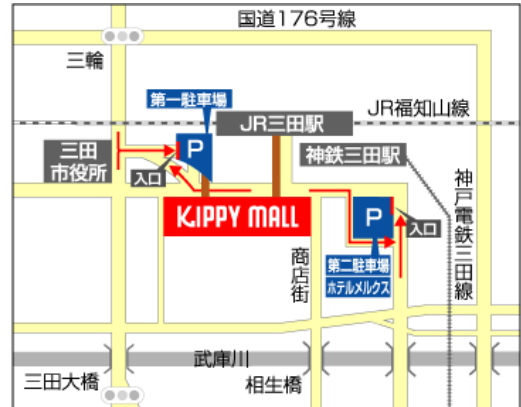 国道176号線
三輪
第一駐車場
JR福知山線
P
JR三田駅
三田
市役所
入口
神鉄三田駅
神戸電鉄三田線
KIPPY MALL
P
入口
商店街
第二駐車場
ホテルメルクス
武庫川
三田大橋
相生橋